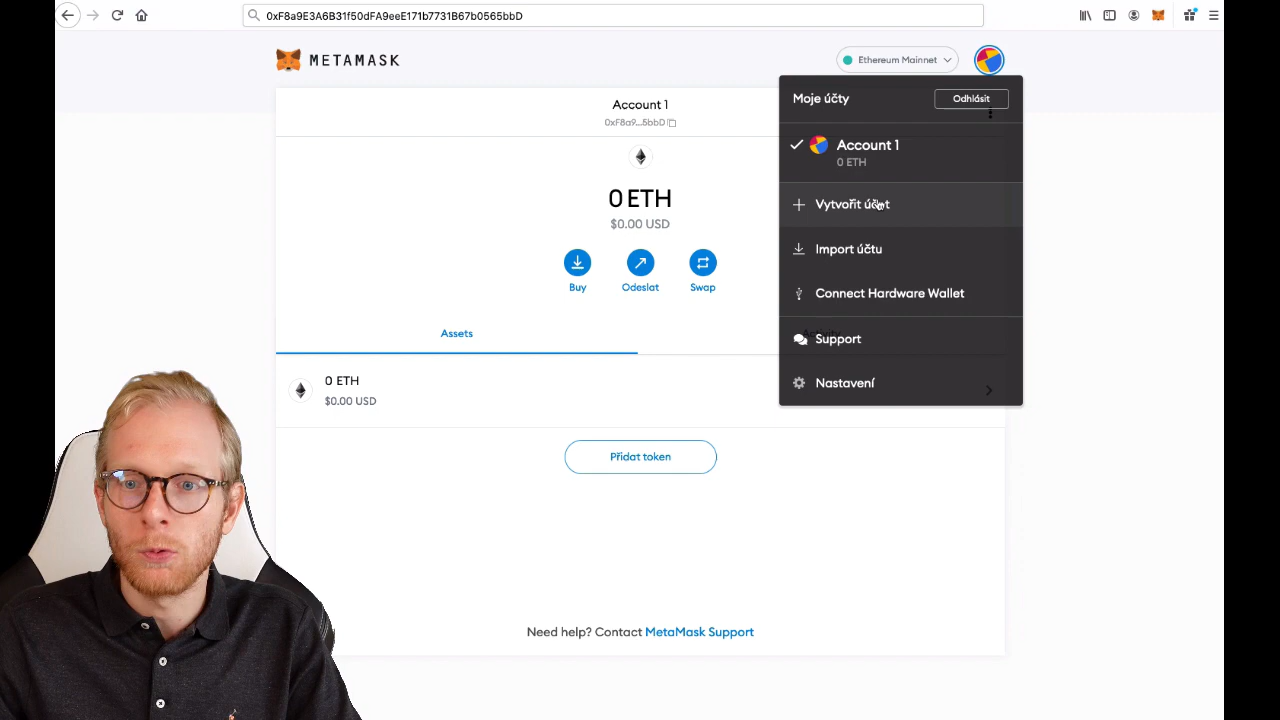 0xF8a9E3A6B31f50dFA9eeE171b7731B67b0565bbD
METAMASK
Ethereum Mainnet
Account 1
0xF8a9...5bbD
0 ETH
$0.00 USD
Buy
Odeslat
Swap
Assets
Activity
0 ETH
$0.00 USD
Přidat token
Need help? Contact MetaMask Support
Moje účty
Odhlásit
Account 1
0 ETH
Vytvořit účet
Import účtu
Connect Hardware Wallet
Support
Nastavení